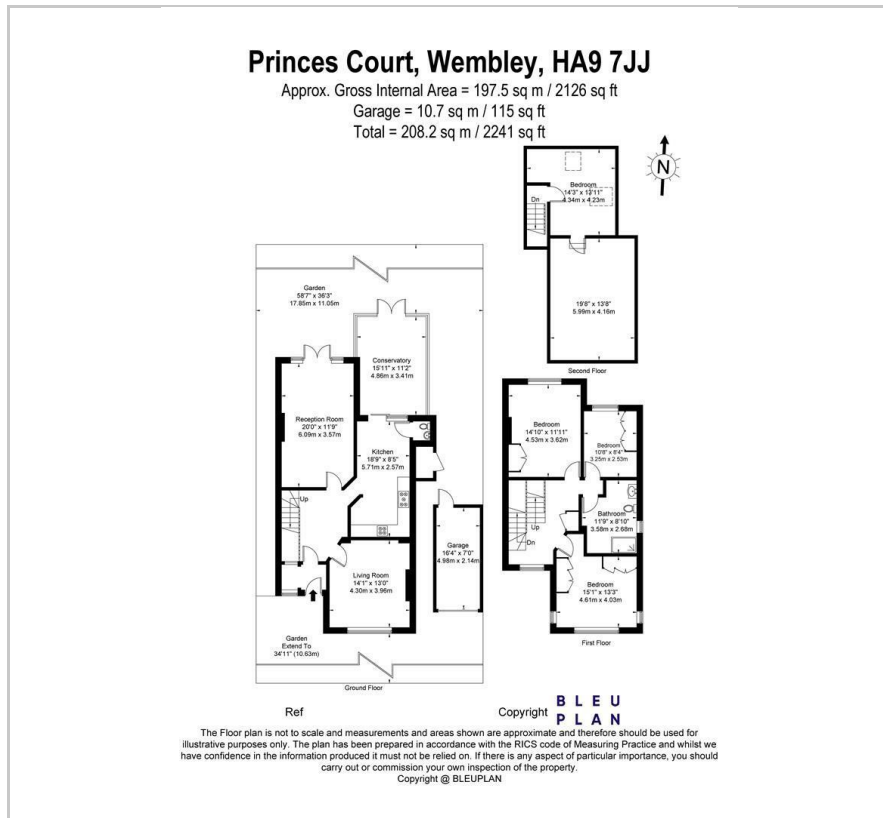 Princes Court, Wembley, HA9 7JJ
Approx. Gross Internal Area = 197.5 sq m / 2126 sq ft
Garage = 10.7 sq m / 115 sq ft
Total = 208.2 sq m / 2241 sq ft
N
Bedroom
14'3" x 13'11"
4.34m x 4.23m
Dn
19'8" x 13'8"
5.99m x 4.16m
Second Floor
Garden
58'7" x 36'3"
17.85m x 11.05m
Conservatory
15'11" x 11'2"
4.86m x 3.41m
Reception Room
20'0" x 11'9"
6.09m x 3.57m
Kitchen
18'9" x 8'5"
5.71m x 2.57m
Up
Garage
16'4" x 7'0"
4.98m x 2.14m
Living Room
14'1" x 13'0"
4.30m x 3.96m
Garden
Extend To
34'11" (10.63m)
Ground Floor
Bedroom
14'10" x 11'11"
4.53m x 3.62m
Bedroom
10'8" x 8'4"
3.25m x 2.53m
Bathroom
11'9" x 8'10"
3.58m x 2.68m
Up
Dn
Bedroom
15'1" x 13'3"
4.61m x 4.03m
First Floor
Ref
Copyright
BLEU
PLAN
The Floor plan is not to scale and measurements and areas shown are approximate and therefore should be used for
illustrative purposes only. The plan has been prepared in accordance with the RICS code of Measuring Practice and whilst we
have confidence in the information produced it must not be relied on. If there is any aspect of particular importance, you should
carry out or commission your own inspection of the property.
Copyright @ BLEUPLAN